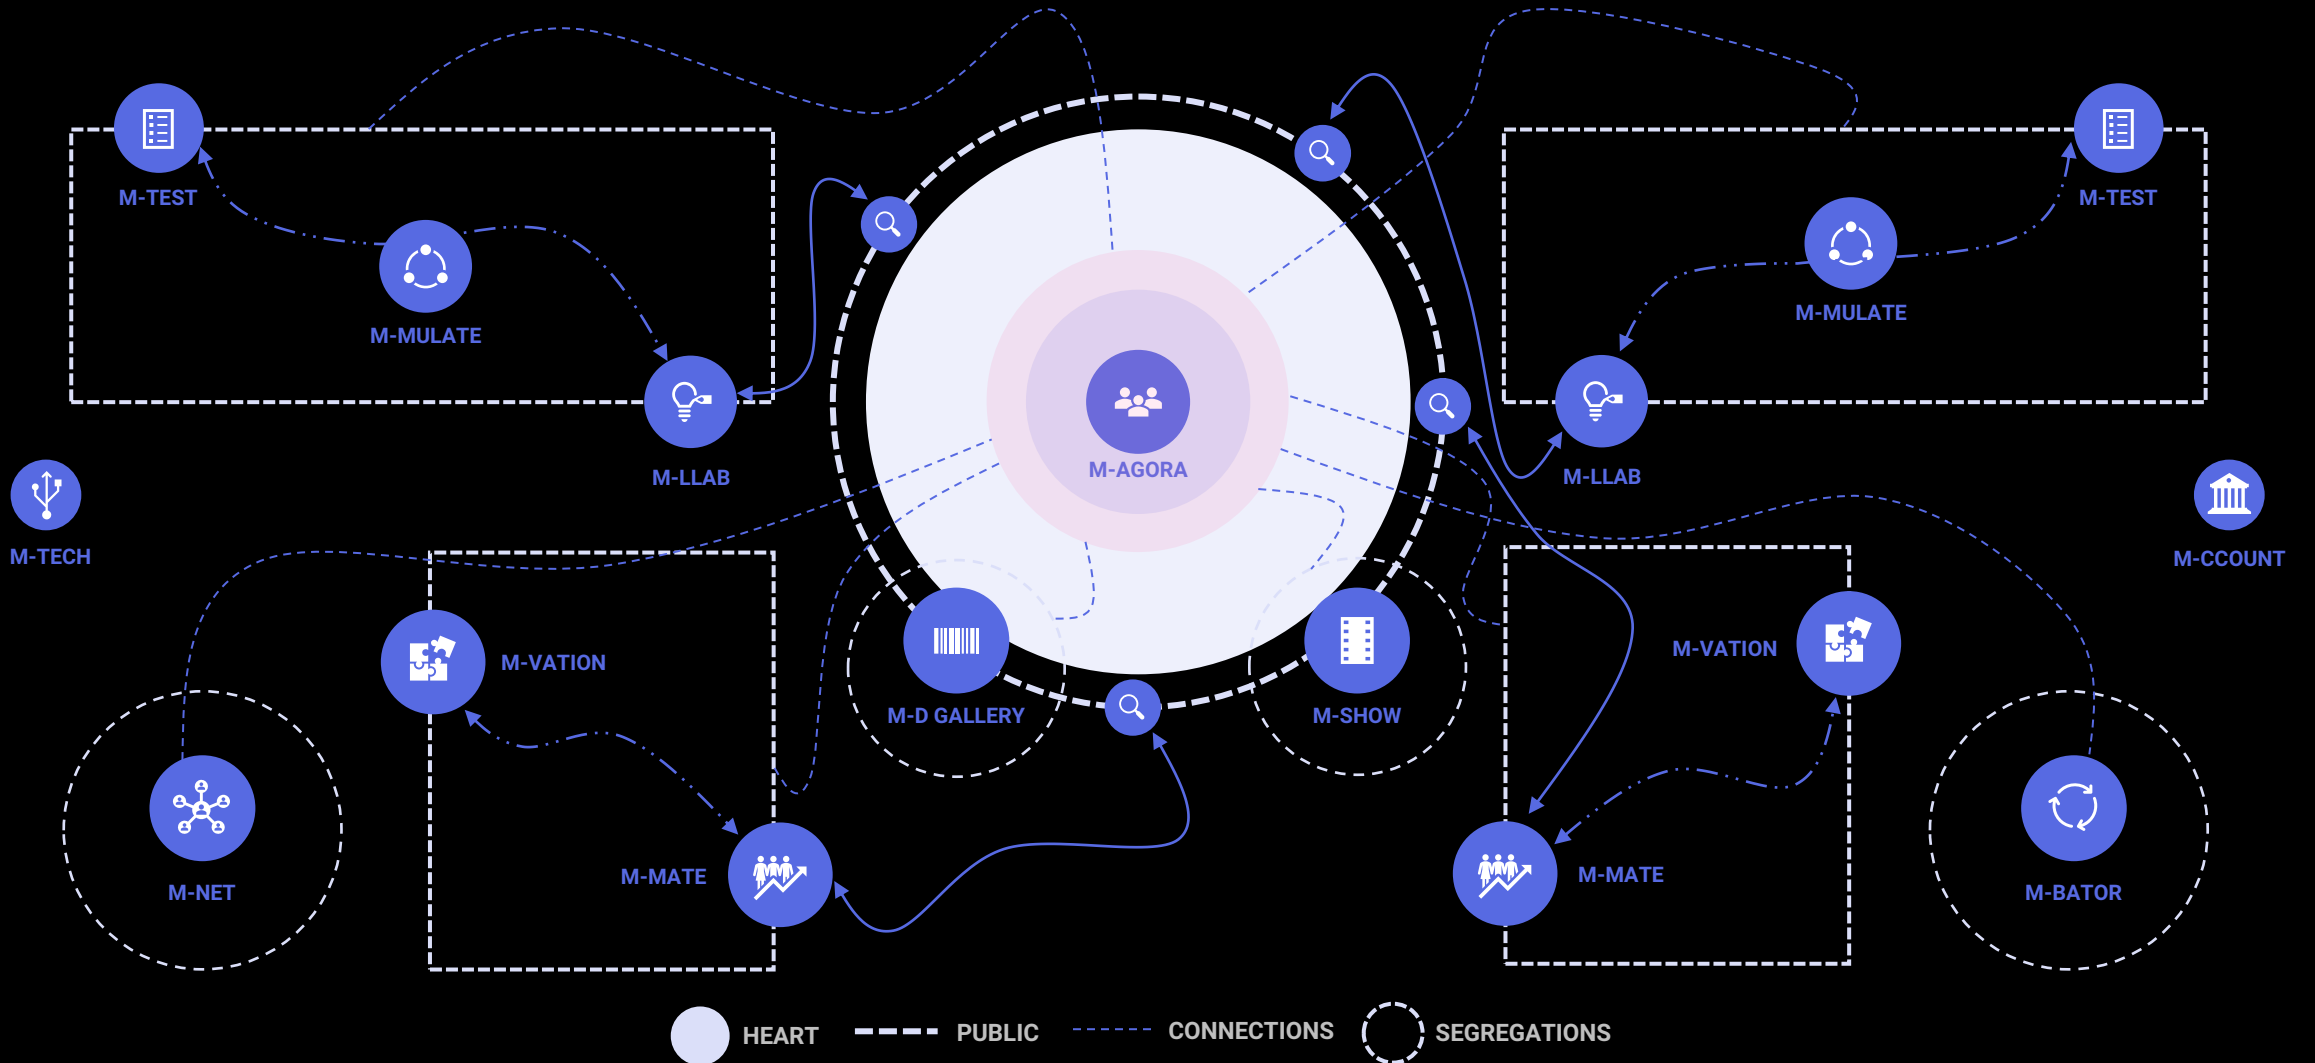 M-TEST
M-TEST
M-MULATE
M-MULATE
M-AGORA
M-LLAB
M-LLAB
M-TECH
M-CCOUNT
M-VATION
M-VATION
M-D GALLERY
M-SHOW
M-MATE
M-MATE
M-NET
M-BATOR
HEART
PUBLIC
CONNECTIONS
SEGREGATIONS